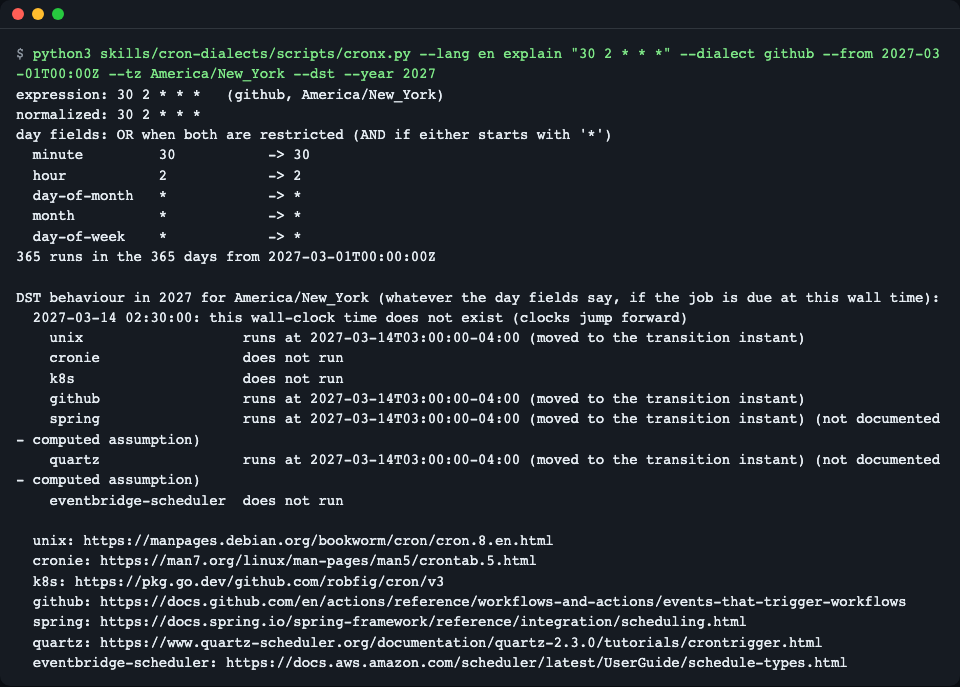 $ python3 skills/cron-dialects/scripts/cronx.py --lang en explain "30 2 * * *" --dialect github --from 2027-03
-01T00:00Z --tz America/New_York --dst --year 2027
expression: 30 2 * * *   (github, America/New_York)
normalized: 30 2 * * *
day fields: OR when both are restricted (AND if either starts with '*')
  minute         30           -> 30
  hour           2            -> 2
  day-of-month   *            -> *
  month          *            -> *
  day-of-week    *            -> *
365 runs in the 365 days from 2027-03-01T00:00:00Z

DST behaviour in 2027 for America/New_York (whatever the day fields say, if the job is due at this wall time):
  2027-03-14 02:30:00: this wall-clock time does not exist (clocks jump forward)
    unix                   runs at 2027-03-14T03:00:00-04:00 (moved to the transition instant)
    cronie                 does not run
    k8s                    does not run
    github                 runs at 2027-03-14T03:00:00-04:00 (moved to the transition instant)
    spring                 runs at 2027-03-14T03:00:00-04:00 (moved to the transition instant) (not documented
- computed assumption)
    quartz                 runs at 2027-03-14T03:00:00-04:00 (moved to the transition instant) (not documented
- computed assumption)
    eventbridge-scheduler  does not run

  unix: https://manpages.debian.org/bookworm/cron/cron.8.en.html
  cronie: https://man7.org/linux/man-pages/man5/crontab.5.html
  k8s: https://pkg.go.dev/github.com/robfig/cron/v3
  github: https://docs.github.com/en/actions/reference/workflows-and-actions/events-that-trigger-workflows
  spring: https://docs.spring.io/spring-framework/reference/integration/scheduling.html
  quartz: https://www.quartz-scheduler.org/documentation/quartz-2.3.0/tutorials/crontrigger.html
  eventbridge-scheduler: https://docs.aws.amazon.com/scheduler/latest/UserGuide/schedule-types.html